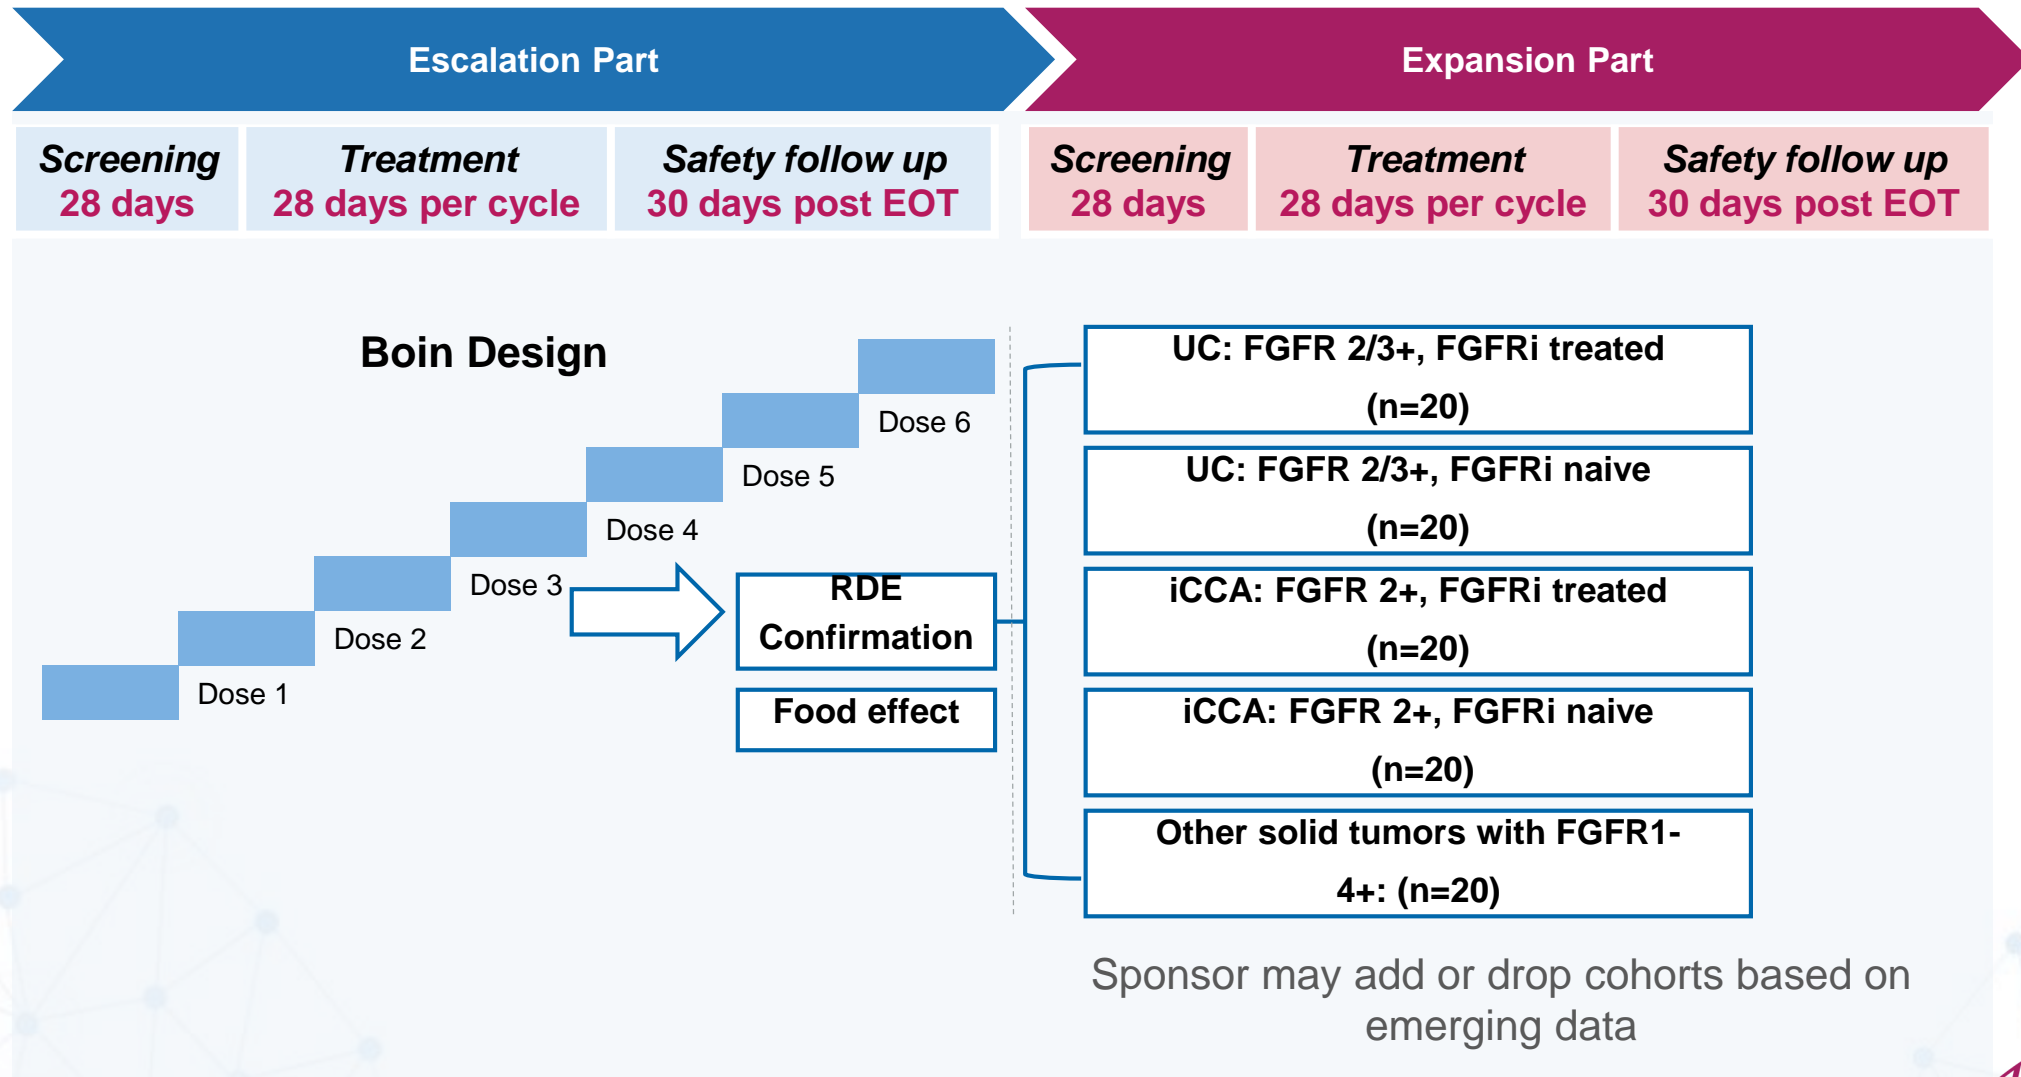 Escalation Part
Expansion Part
Screening
28 days
Treatment
28 days per cycle
Safety follow up
30 days post EOT
Screening
28 days
Treatment
28 days per cycle
Safety follow up
30 days post EOT
Boin Design
Dose 6
Dose 5
Dose 4
Dose 3
Dose 2
Dose 1
RDE
Confirmation
Food effect
UC: FGFR 2/3+, FGFRi treated
(n=20)
UC: FGFR 2/3+, FGFRi naive
(n=20)
iCCA: FGFR 2+, FGFRi treated
(n=20)
iCCA: FGFR 2+, FGFRi naive
(n=20)
Other solid tumors with FGFR1-
4+: (n=20)
Sponsor may add or drop cohorts based on
emerging data